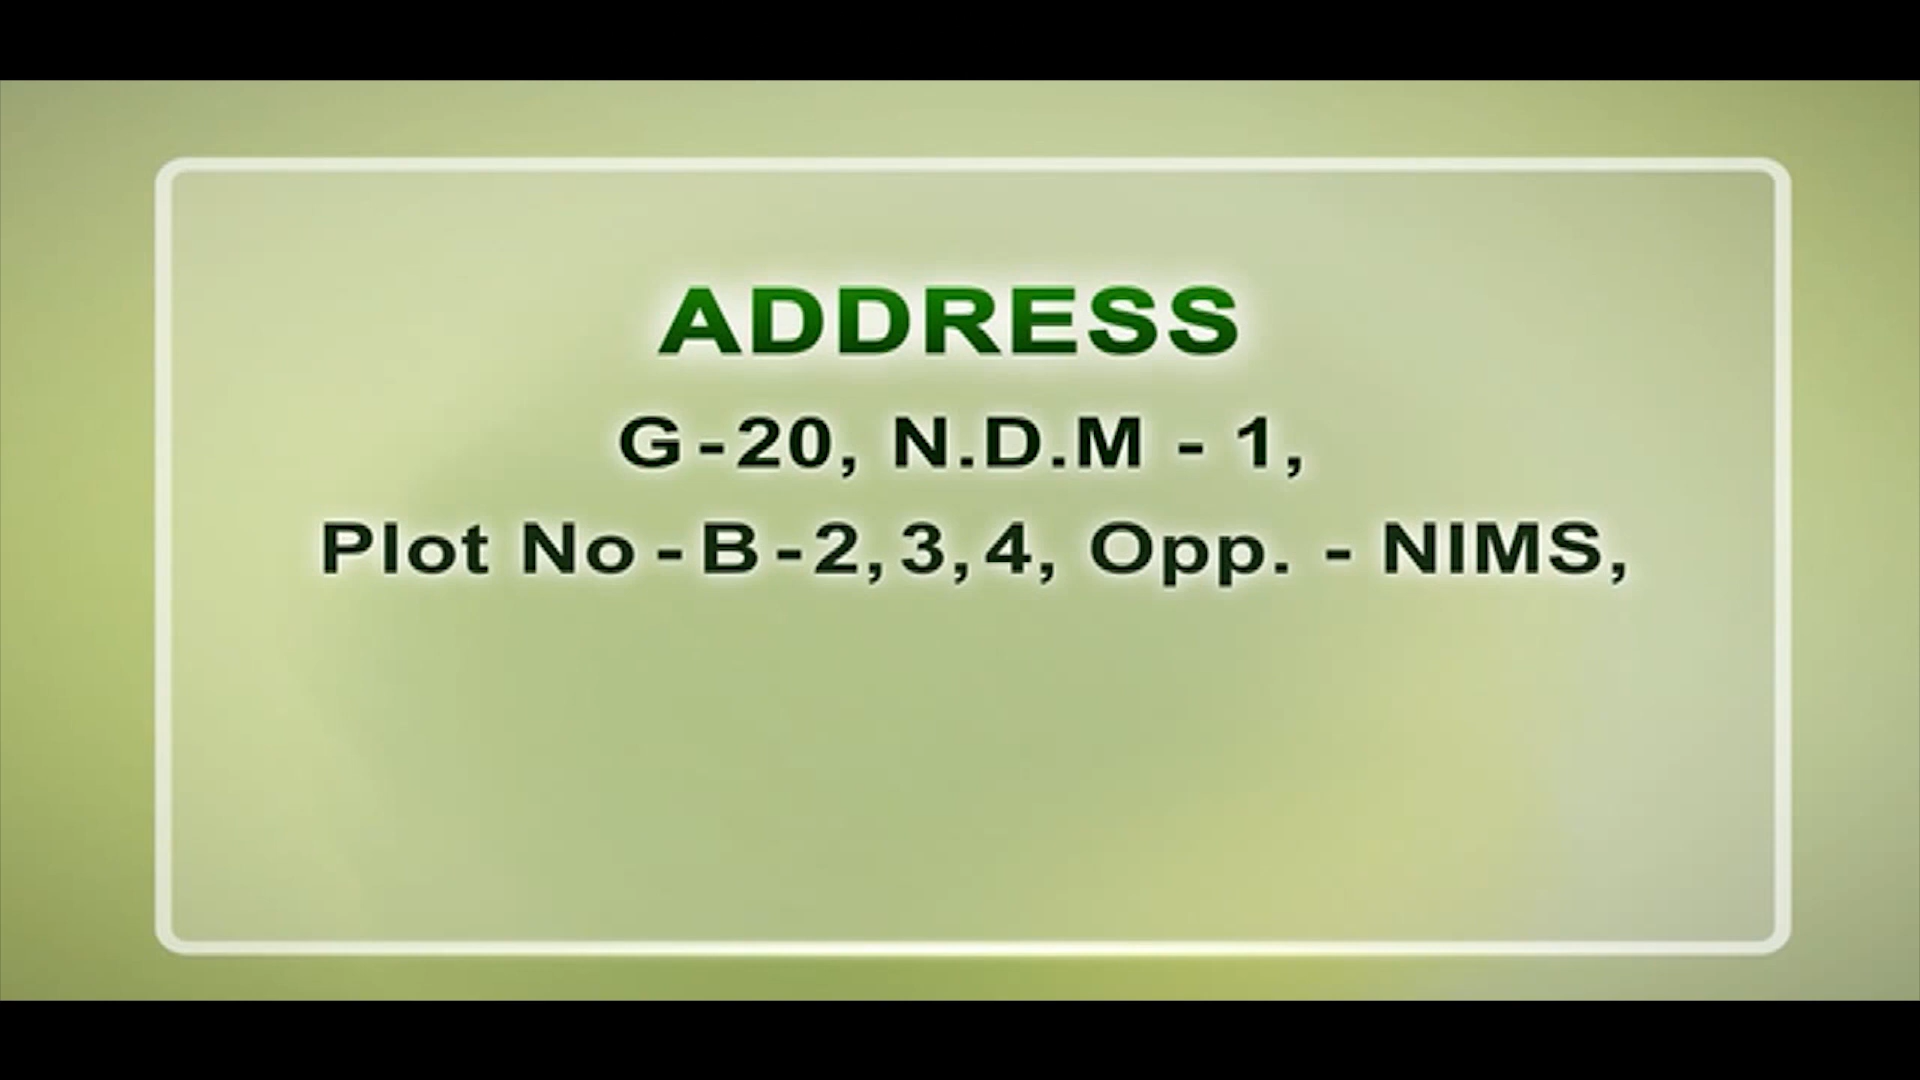 ADDRESS
G-20, N.D.M - 1,
Plot No-B-2,3,4, Opp. - NIMS,